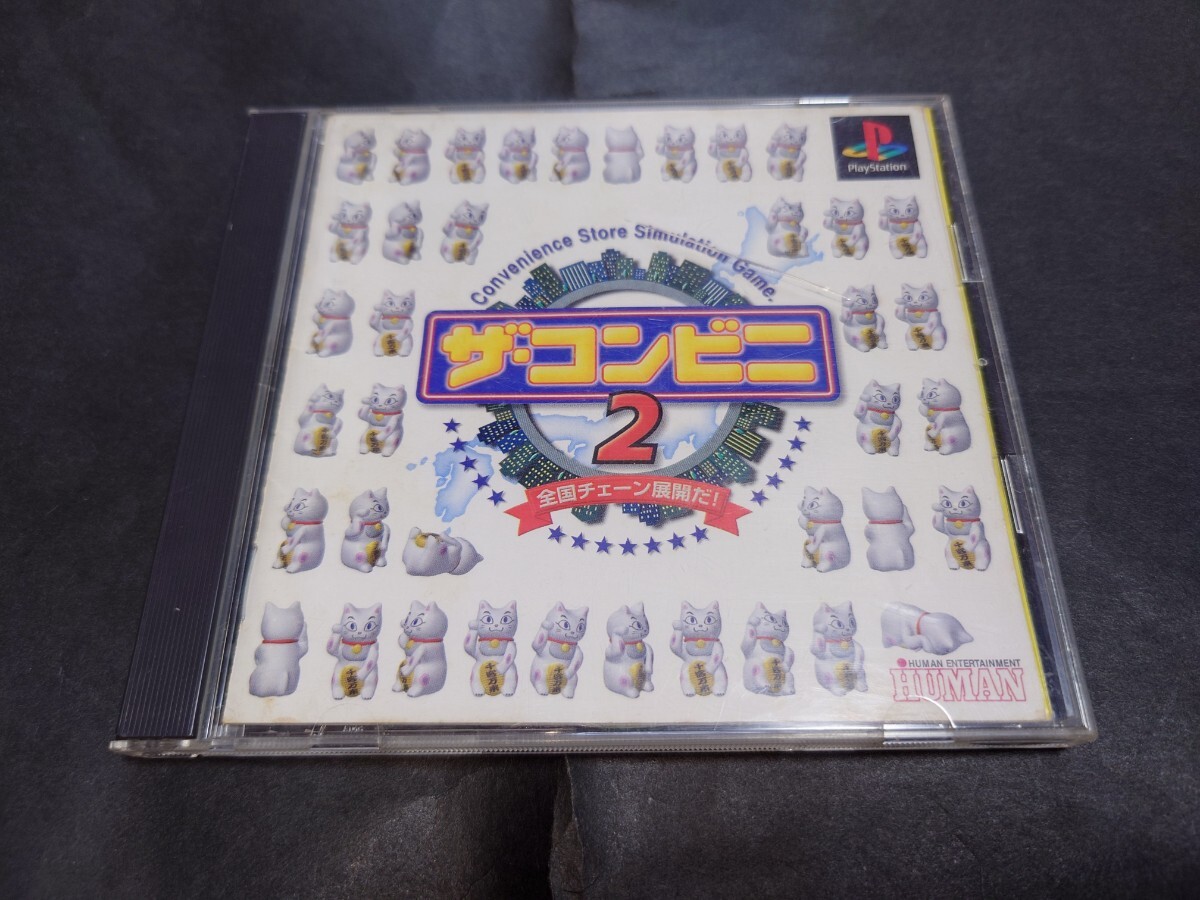 PlayStation
Convenience Store Simulation Game.
ザ・コンビニ
2
全国チェーン展開だ!
HUMAN ENTERTAINMENT
HUMAN